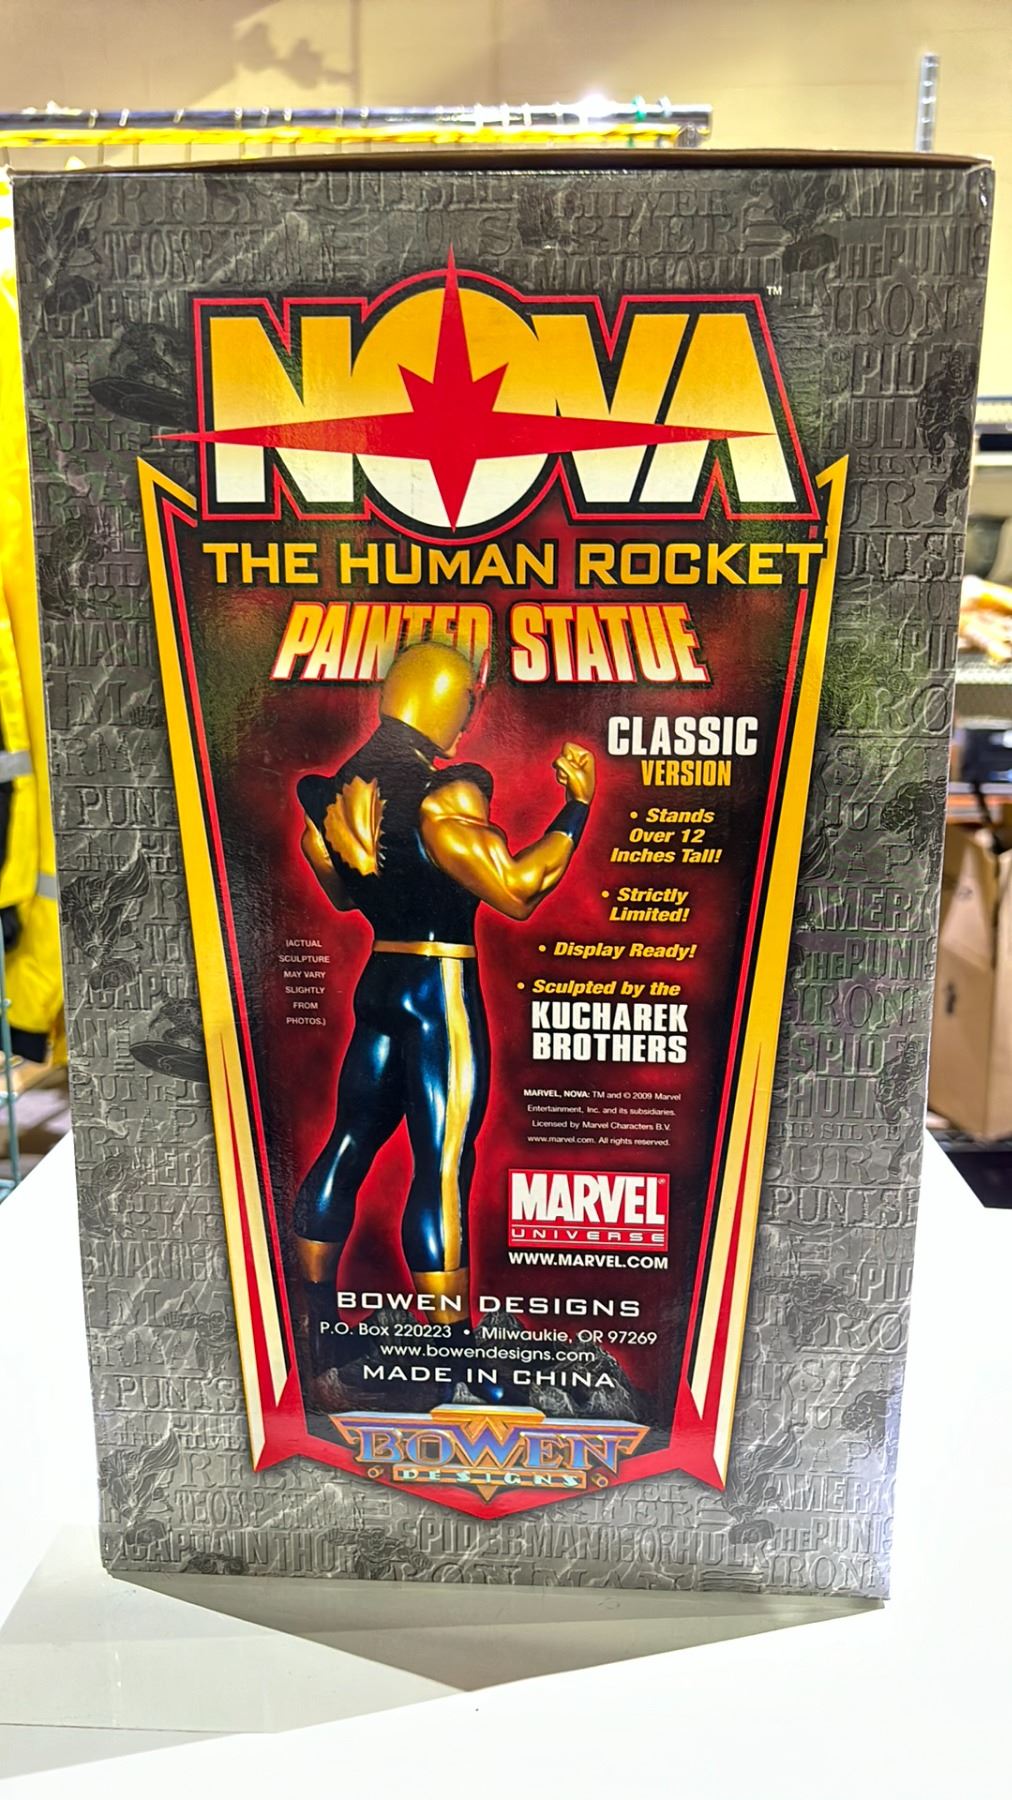 NOVA™
THE HUMAN ROCKET
PAINTED STATUE
CLASSIC
VERSION
• Stands
Over 12
Inches Tall!
• Strictly
Limited!
• Display Ready!
• Sculpted by the
KUCHAREK
BROTHERS
(ACTUAL
SCULPTURE
MAY VARY
SLIGHTLY
FROM
PHOTOS.)
MARVEL, NOVA: TM and © 2009 Marvel
Entertainment, Inc. and its subsidiaries.
Licensed by Marvel Characters B.V.
www.marvel.com. All rights reserved.
MARVEL®
UNIVERSE
WWW.MARVEL.COM
BOWEN DESIGNS
P.O. Box 220223 • Milwaukie, OR 97269
www.bowendesigns.com
MADE IN CHINA
BOWEN
DESIGNS